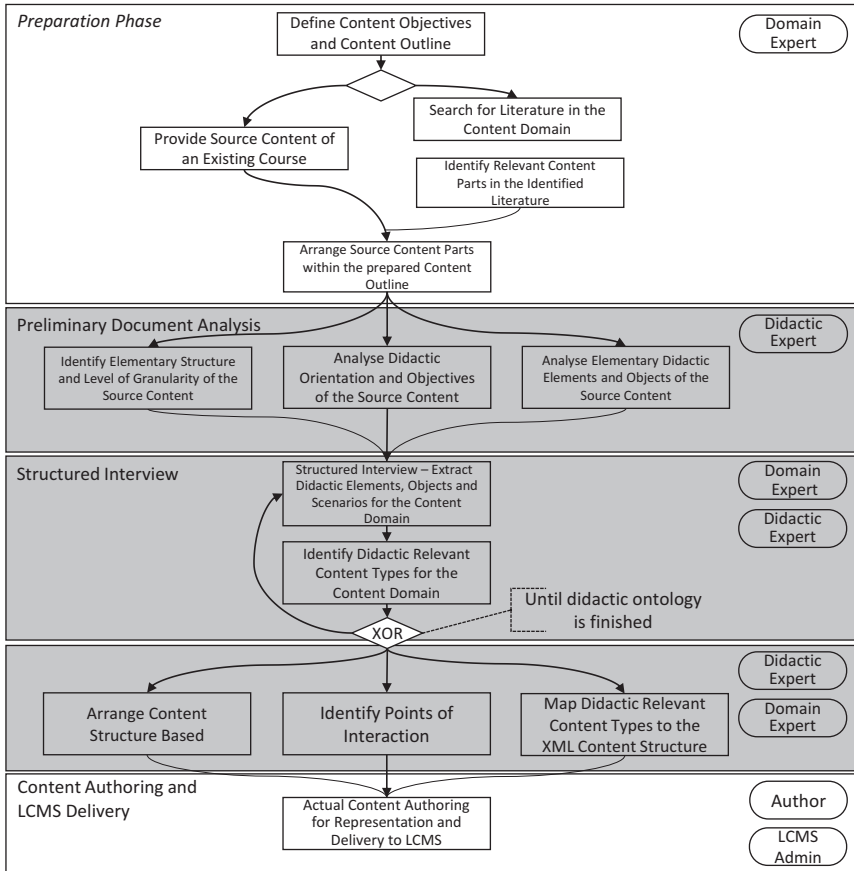 Preparation Phase
Define Content Objectives
and Content Outline
Domain
Expert
Search for Literature in the
Content Domain
Provide Source Content of
an Existing Course
Identify Relevant Content
Parts in the Identified
Literature
Arrange Source Content Parts
within the prepared Content
Outline
Preliminary Document Analysis
Didactic
Expert
Identify Elementary Structure
and Level of Granularity of the
Source Content
Analyse Didactic
Orientation and Objectives
of the Source Content
Analyse Elementary Didactic
Elements and Objects of the
Source Content
Structured Interview
Structured Interview – Extract
Didactic Elements, Objects and
Scenarios for the Content
Domain
Domain
Expert
Didactic
Expert
Identify Didactic Relevant
Content Types for the
Content Domain
Until didactic ontology
is finished
XOR
Didactic
Expert
Domain
Expert
Arrange Content
Structure Based
Identify Points of
Interaction
Map Didactic Relevant
Content Types to the
XML Content Structure
Content Authoring and
LCMS Delivery
Actual Content Authoring
for Representation and
Delivery to LCMS
Author
LCMS
Admin